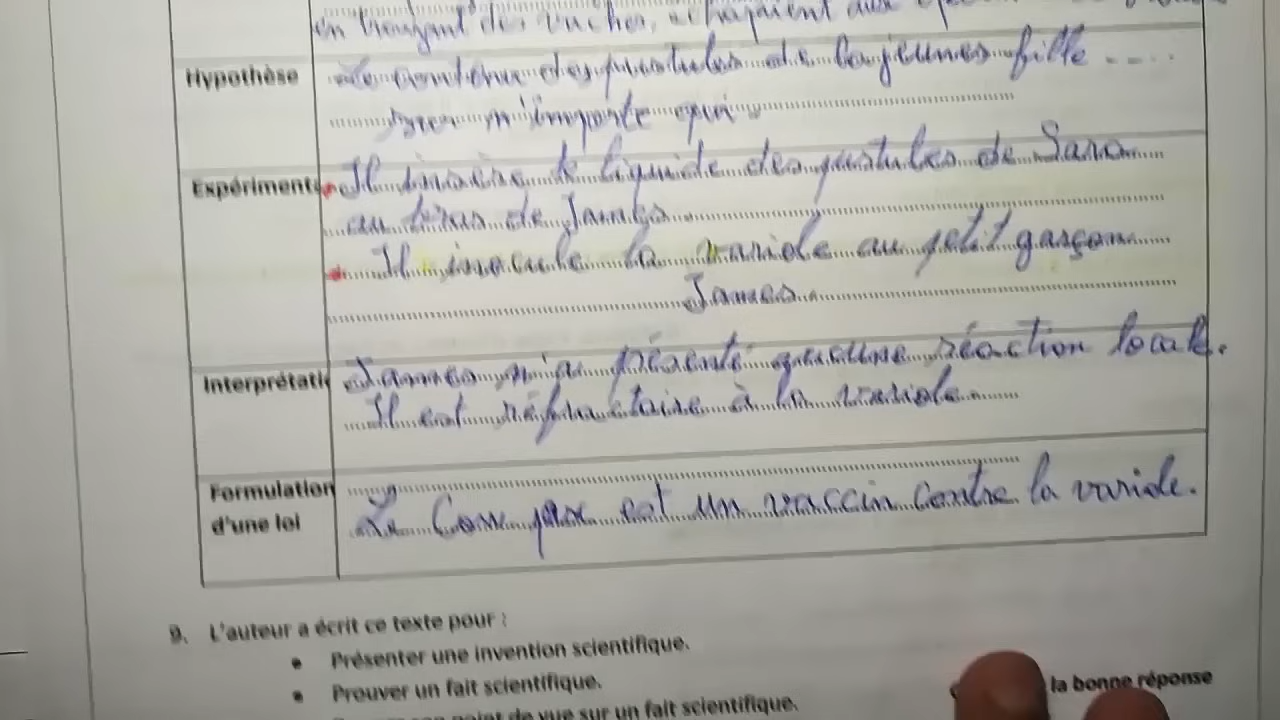 en trayant des vaches, échappaient aux
Hypothèse
Le contenu des pustules de la jeunes fille ....
sur n'importe qui.
Expérimenta
Il insère le liquide des pustules de Sara
au bras de James.
Il inocule la variole au petit garçon
James.
Interprétati
James n'a présenté aucune réaction locale.
Il est réfractaire à la variole.
Formulation
d'une loi
Le Cow pox est un vaccin contre la variole.
9. L'auteur a écrit ce texte pour :
• Présenter une invention scientifique.
• Prouver un fait scientifique.
la bonne réponse
point de vue sur un fait scientifique.